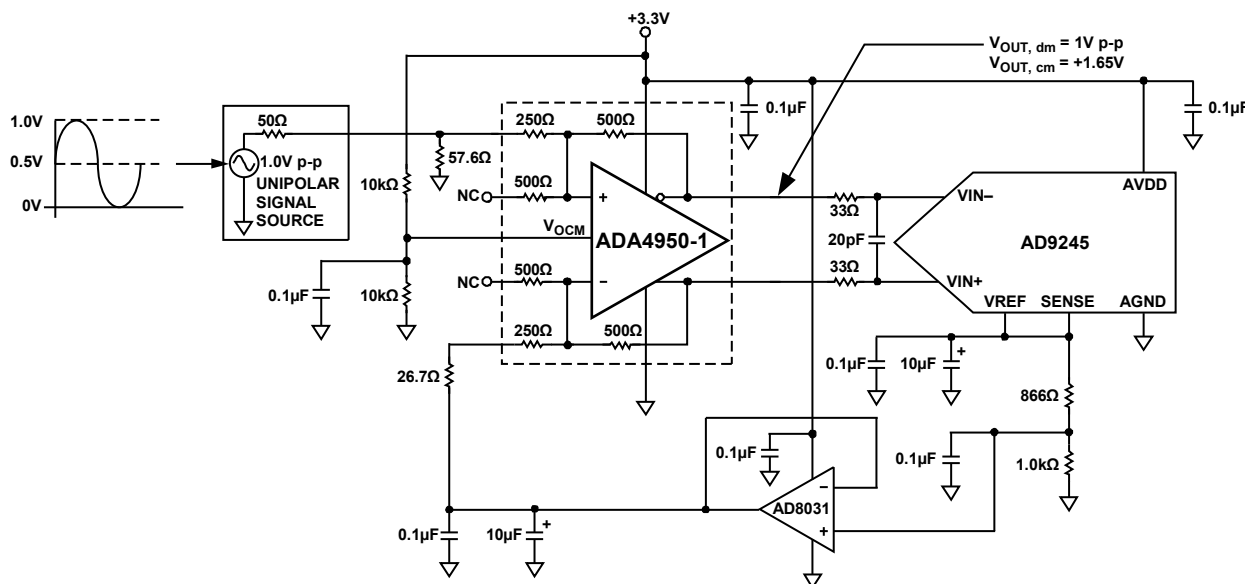 +3.3V
V_OUT, dm = 1V p-p
V_OUT, cm = +1.65V
1.0V
0.5V
0V
50Ω
1.0V p-p
UNIPOLAR
SIGNAL
SOURCE
57.6Ω
10kΩ
10kΩ
0.1µF
250Ω
500Ω
NC
500Ω
+
V_OCM
ADA4950-1
NC
500Ω
–
250Ω
500Ω
0.1µF
0.1µF
33Ω
20pF
33Ω
AVDD
VIN–
AD9245
VIN+
VREF
SENSE
AGND
26.7Ω
0.1µF
10µF
+
866Ω
0.1µF
0.1µF
1.0kΩ
–
AD8031
+
0.1µF
10µF
+